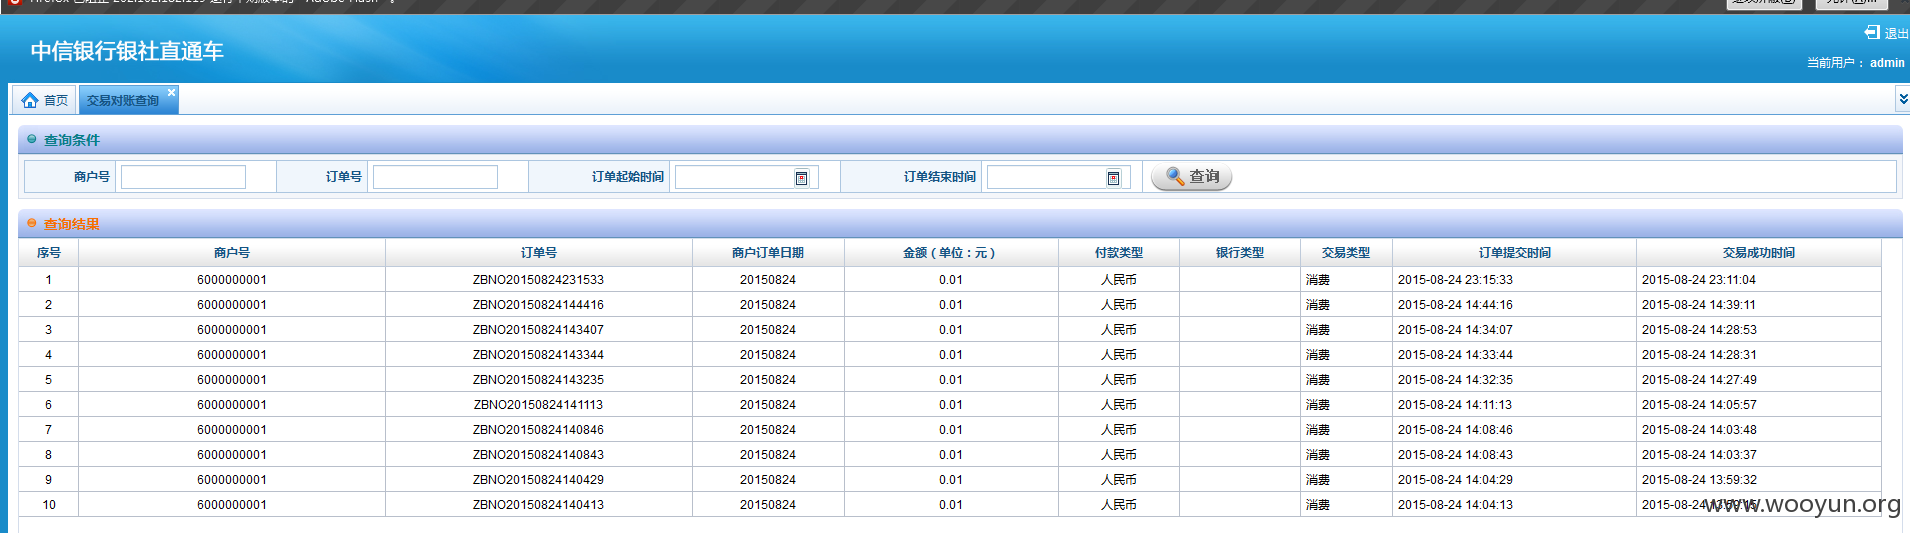 中信银行银社直通车
退出
当前用户： admin
首页 交易对账查询
查询条件
商户号 订单号 订单起始时间 订单结束时间 查询
查询结果
序号 商户号 订单号 商户订单日期 金额（单位：元） 付款类型 银行类型 交易类型 订单提交时间 交易成功时间
1 6000000001 ZBNO20150824231533 20150824 0.01 人民币 消费 2015-08-24 23:15:33 2015-08-24 23:11:04
2 6000000001 ZBNO20150824144416 20150824 0.01 人民币 消费 2015-08-24 14:44:16 2015-08-24 14:39:11
3 6000000001 ZBNO20150824143407 20150824 0.01 人民币 消费 2015-08-24 14:34:07 2015-08-24 14:28:53
4 6000000001 ZBNO20150824143344 20150824 0.01 人民币 消费 2015-08-24 14:33:44 2015-08-24 14:28:31
5 6000000001 ZBNO20150824143235 20150824 0.01 人民币 消费 2015-08-24 14:32:35 2015-08-24 14:27:49
6 6000000001 ZBNO20150824141113 20150824 0.01 人民币 消费 2015-08-24 14:11:13 2015-08-24 14:05:57
7 6000000001 ZBNO20150824140846 20150824 0.01 人民币 消费 2015-08-24 14:08:46 2015-08-24 14:03:48
8 6000000001 ZBNO20150824140843 20150824 0.01 人民币 消费 2015-08-24 14:08:43 2015-08-24 14:03:37
9 6000000001 ZBNO20150824140429 20150824 0.01 人民币 消费 2015-08-24 14:04:29 2015-08-24 13:59:32
10 6000000001 ZBNO20150824140413 20150824 0.01 人民币 消费 2015-08-24 14:04:13 2015-08-24
www.wooyun.org